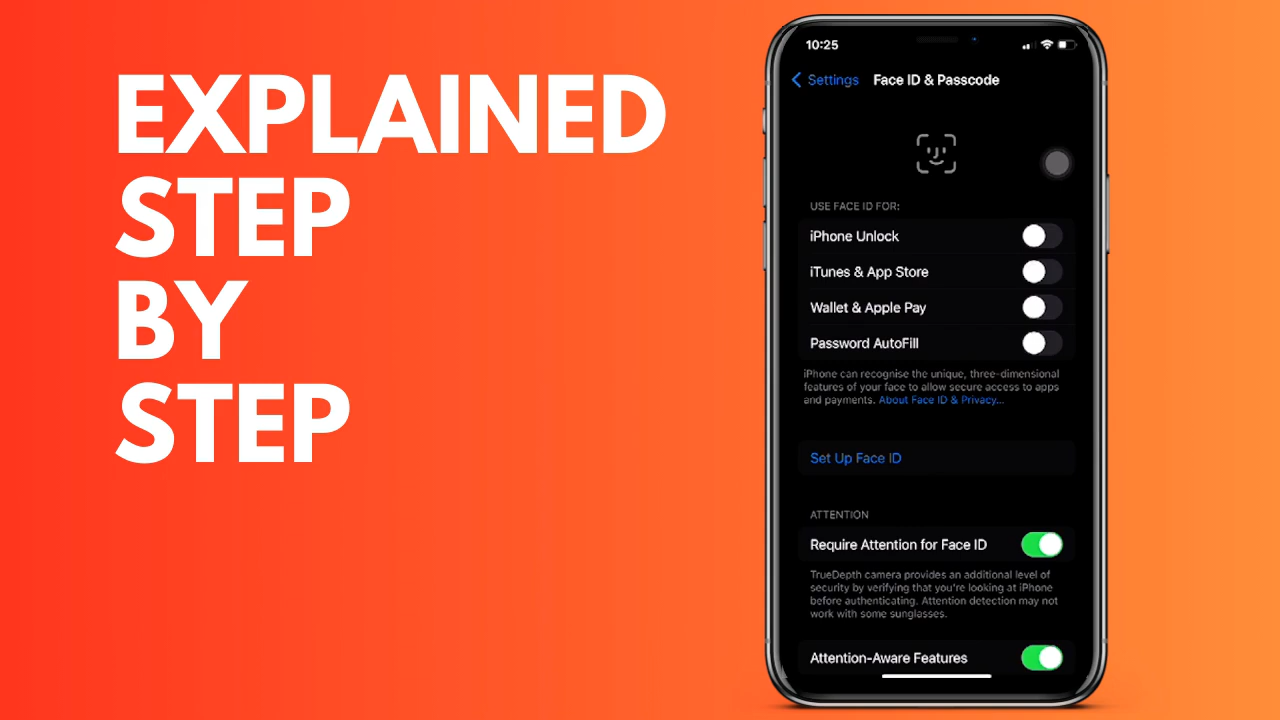 EXPLAINED
STEP
BY
STEP
10:25
Settings Face ID & Passcode
USE FACE ID FOR:
iPhone Unlock
iTunes & App Store
Wallet & Apple Pay
Password AutoFill
iPhone can recognise the unique, three-dimensional
features of your face to allow secure access to apps
and payments. About Face ID & Privacy...
Set Up Face ID
ATTENTION
Require Attention for Face ID
TrueDepth camera provides an additional level of
security by verifying that you're looking at iPhone
before authenticating. Attention detection may not
work with some sunglasses.
Attention-Aware Features